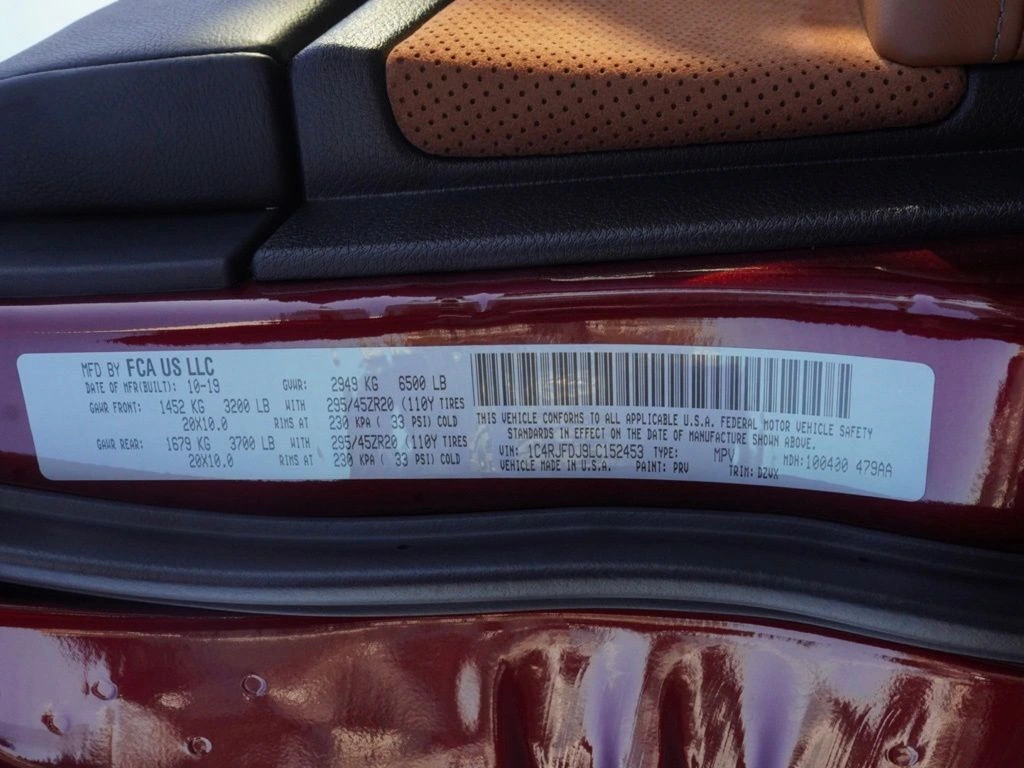 MFD BY FCA US LLC
DATE OF MFR(BUILT): 10-19 GVWR: 2949 KG 6500 LB
GAWR FRONT: 1452 KG 3200 LB WITH 295/45ZR20 (110Y TIRES
20X10.0 RIMS AT 230 KPA ( 33 PSI) COLD
GAWR REAR: 1679 KG 3700 LB WITH 295/45ZR20 (110Y TIRES
20X10.0 RIMS AT 230 KPA ( 33 PSI) COLD
THIS VEHICLE CONFORMS TO ALL APPLICABLE U.S.A. FEDERAL MOTOR VEHICLE SAFETY
STANDARDS IN EFFECT ON THE DATE OF MANUFACTURE SHOWN ABOVE.
VIN: 1C4RJFDJ9LC152453 TYPE: MPV MDH: 100400 479AA
VEHICLE MADE IN U.S.A. PAINT: PRV TRIM: DZVX